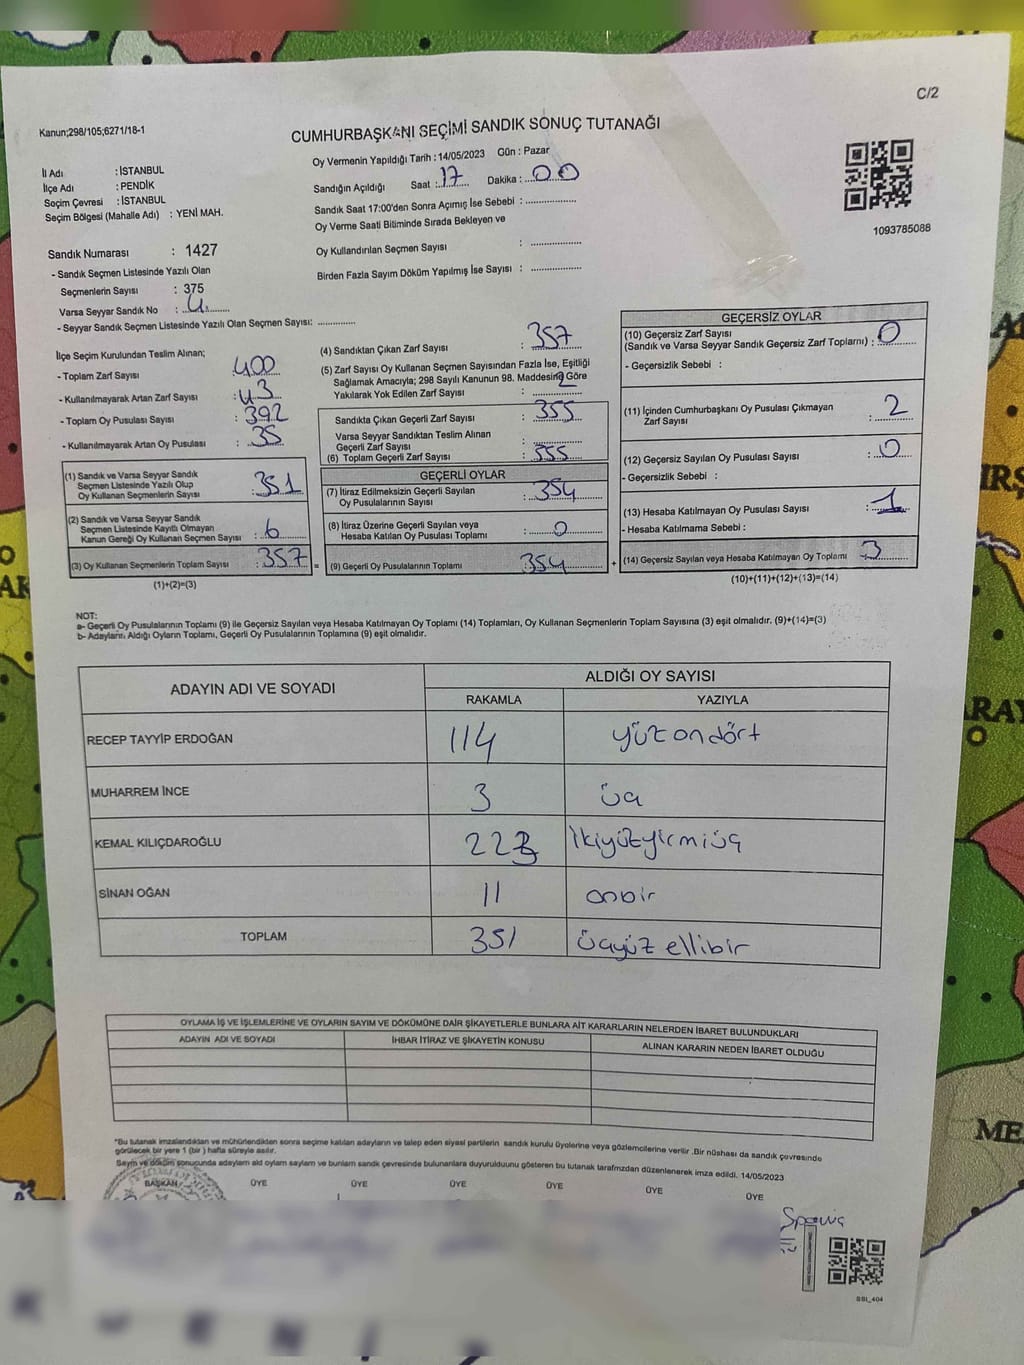 C/2
Kanun;298/105;6271/18-1
CUMHURBAŞKANI SEÇİMİ SANDIK SONUÇ TUTANAĞI
Oy Vermenin Yapıldığı Tarih : 14/05/2023 Gün : Pazar
İl Adı : İSTANBUL
İlçe Adı : PENDİK
Seçim Çevresi : İSTANBUL
Seçim Bölgesi (Mahalle Adı) : YENİ MAH.
Sandığın Açıldığı Saat : 17 Dakika : 00
Sandık Saat 17:00'den Sonra Açımış İse Sebebi :
Oy Verme Saati Bitiminde Sırada Bekleyen ve
Oy Kullandırılan Seçmen Sayısı :
Birden Fazla Sayım Döküm Yapılmış İse Sayısı :
1093785088
Sandık Numarası : 1427
- Sandık Seçmen Listesinde Yazılı Olan
Seçmenlerin Sayısı : 375
Varsa Seyyar Sandık No :
- Seyyar Sandık Seçmen Listesinde Yazılı Olan Seçmen Sayısı:
İlçe Seçim Kurulundan Teslim Alınan;
- Toplam Zarf Sayısı : 400
- Kullanılmayarak Artan Zarf Sayısı : 43
- Toplam Oy Pusulası Sayısı : 392
- Kullanılmayarak Artan Oy Pusulası : 35
(1) Sandık ve Varsa Seyyar Sandık
Seçmen Listesinde Yazılı Olup
Oy Kullanan Seçmenlerin Sayısı : 351
(2) Sandık ve Varsa Seyyar Sandık
Seçmen Listesinde Kayıtlı Olmayan
Kanun Gereği Oy Kullanan Seçmen Sayısı : 6
(3) Oy Kullanan Seçmenlerin Toplam Sayısı : 357 =
(1)+(2)=(3)
(4) Sandıktan Çıkan Zarf Sayısı : 357
(5) Zarf Sayısı Oy Kullanan Seçmen Sayısından Fazla İse, Eşitliği
Sağlamak Amacıyla; 298 Sayılı Kanunun 98. Maddesine Göre
Yakılarak Yok Edilen Zarf Sayısı : 2
Sandıkta Çıkan Geçerli Zarf Sayısı : 355
Varsa Seyyar Sandıktan Teslim Alınan
Geçerli Zarf Sayısı :
(6) Toplam Geçerli Zarf Sayısı : 355
GEÇERLİ OYLAR
(7) İtiraz Edilmeksizin Geçerli Sayılan
Oy Pusulalarının Sayısı : 354
(8) İtiraz Üzerine Geçerli Sayılan veya
Hesaba Katılan Oy Pusulası Toplamı : 0
(9) Geçerli Oy Pusulalarının Toplamı : 354 +
GEÇERSİZ OYLAR
(10) Geçersiz Zarf Sayısı
(Sandık ve Varsa Seyyar Sandık Geçersiz Zarf Toplamı) : 0
- Geçersizlik Sebebi :
(11) İçinden Cumhurbaşkanı Oy Pusulası Çıkmayan
Zarf Sayısı : 2
(12) Geçersiz Sayılan Oy Pusulası Sayısı : 0
- Geçersizlik Sebebi :
(13) Hesaba Katılmayan Oy Pusulası Sayısı : 1
- Hesaba Katılmama Sebebi :
(14) Geçersiz Sayılan veya Hesaba Katılmayan Oy Toplamı : 3
(10)+(11)+(12)+(13)=(14)
NOT:
a- Geçerli Oy Pusulalarının Toplamı (9) ile Geçersiz Sayılan veya Hesaba Katılmayan Oy Toplamı (14) Toplamları, Oy Kullanan Seçmenlerin Toplam Sayısına (3) eşit olmalıdır. (9)+(14)=(3)
b- Adayların Aldığı Oyların Toplamı, Geçerli Oy Pusulalarının Toplamına (9) eşit olmalıdır.
ADAYIN ADI VE SOYADI ALDIĞI OY SAYISI
RAKAMLA YAZIYLA
RECEP TAYYİP ERDOĞAN 114 yüzondört
MUHARREM İNCE 3 üç
KEMAL KILIÇDAROĞLU 223 ikiyüzyirmiüç
SİNAN OĞAN 11 onbir
TOPLAM 351 üçyüz ellibir
OYLAMA İŞ VE İŞLEMLERİNE VE OYLARIN SAYIM VE DÖKÜMÜNE DAİR ŞİKAYETLERLE BUNLARA AİT KARARLARIN NELERDEN İBARET BULUNDUKLARI
ADAYIN ADI VE SOYADI İHBAR İTİRAZ VE ŞİKAYETİN KONUSU ALINAN KARARIN NEDEN İBARET OLDUĞU
*Bu tutanak imzalandıktan ve mühürlendikten sonra seçime katılan adayların ve talep eden siyasi partilerin sandık kurulu üyelerine veya gözlemcilerine verilir .Bir nüshası da sandık çevresinde
görülecek bir yere 1 (bir ) hafta süreyle asılır.
Sayım ve döküm sonucunda adayların
sandık çevresinde bulunanlara
gösteren bu tutanak tarafımızdan düzenlenerek imza edildi. 14/05/2023
BAŞKAN ÜYE ÜYE ÜYE ÜYE ÜYE ÜYE
SSI_404